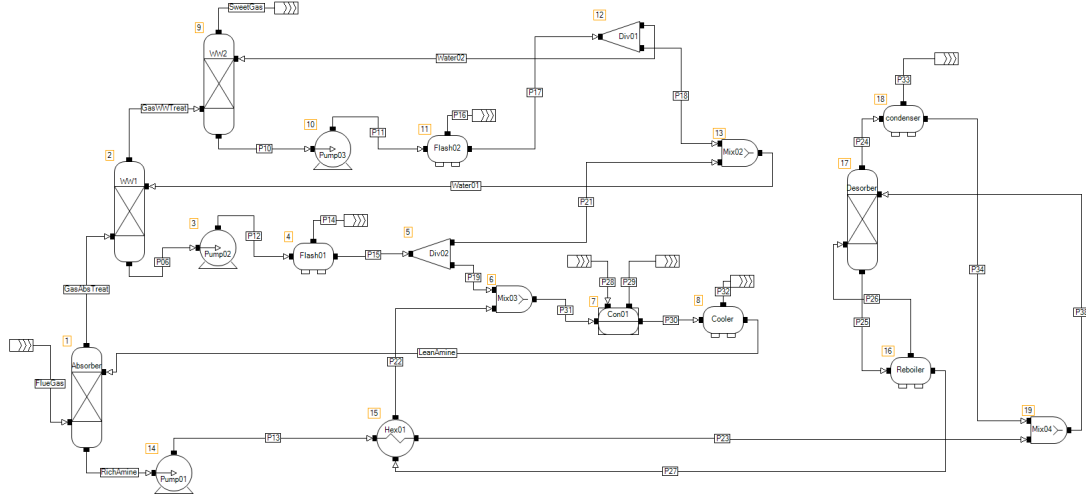 SweetGas
9
WW2
12
Div01
Water02
P33
18
condenser
GasWWTreat
P17
P18
P16
P11
10
11
P10
Pump03
Flash02
13
Mix02
P24
17
Desorber
2
WW1
Water01
P21
3
P12
P14
4
5
P06
Pump02
Flash01
P15
Div02
P19
6
Mix03
P28
P29
P32
7
Con01
8
P31
P30
Cooler
GasAbsTreat
P34
P26
P25
P35
16
Reboiler
1
Absorber
LeanAmine
P22
FlueGas
15
Hex01
19
Mix04
14
P13
P23
RichAmine
Pump01
P27